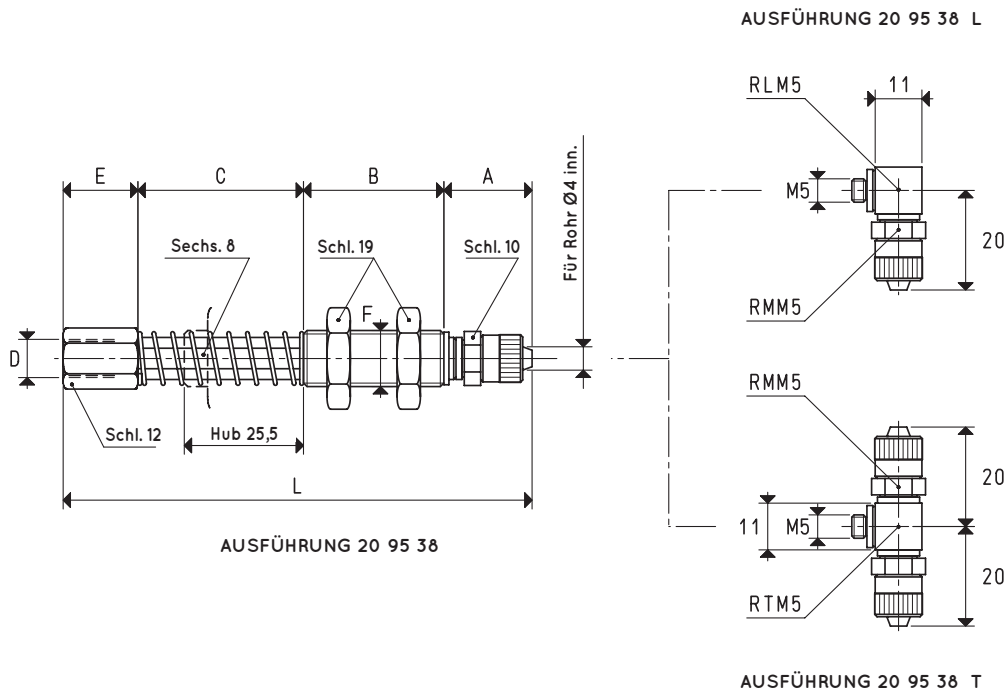 AUSFÜHRUNG 20 95 38 L
RLM5
11
M5
20
RMM5
E
C
B
A
Für Rohr Ø4 inn.
Sechs. 8
Schl. 19
Schl. 10
F
D
Schl. 12
Hub 25,5
L
AUSFÜHRUNG 20 95 38
RMM5
20
11
M5
20
RTM5
AUSFÜHRUNG 20 95 38 T